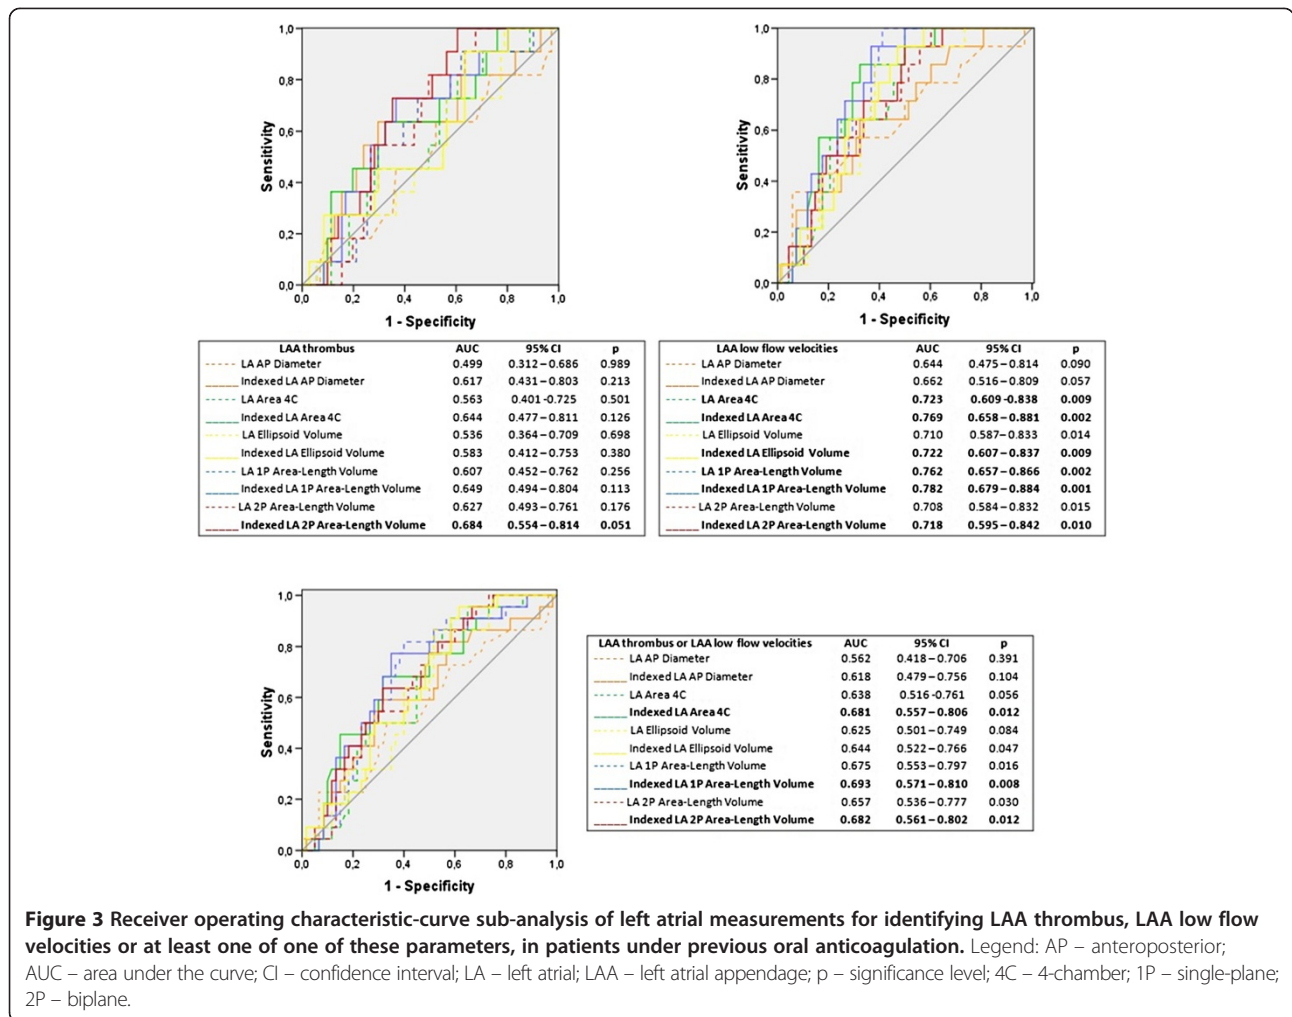 1,0
0,8
0,6
0,4
0,2
0,0
Sensitivity
0,0 0,2 0,4 0,6 0,8 1,0
1 - Specificity
1,0
0,8
0,6
0,4
0,2
0,0
Sensitivity
0,0 0,2 0,4 0,6 0,8 1,0
1 - Specificity
LAA thrombus AUC 95% CI p
LA AP Diameter 0.499 0.312 – 0.686 0.989
Indexed LA AP Diameter 0.617 0.431 – 0.803 0.213
LA Area 4C 0.563 0.401 -0.725 0.501
Indexed LA Area 4C 0.644 0.477 – 0.811 0.126
LA Ellipsoid Volume 0.536 0.364 – 0.709 0.698
Indexed LA Ellipsoid Volume 0.583 0.412 – 0.753 0.380
LA 1P Area-Length Volume 0.607 0.452 – 0.762 0.256
Indexed LA 1P Area-Length Volume 0.649 0.494 – 0.804 0.113
LA 2P Area-Length Volume 0.627 0.493 – 0.761 0.176
Indexed LA 2P Area-Length Volume 0.684 0.554 – 0.814 0.051
LAA low flow velocities AUC 95% CI p
LA AP Diameter 0.644 0.475 – 0.814 0.090
Indexed LA AP Diameter 0.662 0.516 – 0.809 0.057
LA Area 4C 0.723 0.609 -0.838 0.009
Indexed LA Area 4C 0.769 0.658 – 0.881 0.002
LA Ellipsoid Volume 0.710 0.587 – 0.833 0.014
Indexed LA Ellipsoid Volume 0.722 0.607 – 0.837 0.009
LA 1P Area-Length Volume 0.762 0.657 – 0.866 0.002
Indexed LA 1P Area-Length Volume 0.782 0.679 – 0.884 0.001
LA 2P Area-Length Volume 0.708 0.584 – 0.832 0.015
Indexed LA 2P Area-Length Volume 0.718 0.595 – 0.842 0.010
1,0
0,8
0,6
0,4
0,2
0,0
Sensitivity
0,0 0,2 0,4 0,6 0,8 1,0
1 - Specificity
LAA thrombus or LAA low flow velocities AUC 95% CI p
LA AP Diameter 0.562 0.418 – 0.706 0.391
Indexed LA AP Diameter 0.618 0.479 – 0.756 0.104
LA Area 4C 0.638 0.516 -0.761 0.056
Indexed LA Area 4C 0.681 0.557 – 0.806 0.012
LA Ellipsoid Volume 0.625 0.501 – 0.749 0.084
Indexed LA Ellipsoid Volume 0.644 0.522 – 0.766 0.047
LA 1P Area-Length Volume 0.675 0.553 – 0.797 0.016
Indexed LA 1P Area-Length Volume 0.693 0.571 – 0.810 0.008
LA 2P Area-Length Volume 0.657 0.536 – 0.777 0.030
Indexed LA 2P Area-Length Volume 0.682 0.561 – 0.802 0.012
Figure 3 Receiver operating characteristic-curve sub-analysis of left atrial measurements for identifying LAA thrombus, LAA low flow
velocities or at least one of one of these parameters, in patients under previous oral anticoagulation. Legend: AP – anteroposterior;
AUC – area under the curve; CI – confidence interval; LA – left atrial; LAA – left atrial appendage; p – significance level; 4C – 4-chamber; 1P – single-plane;
2P – biplane.